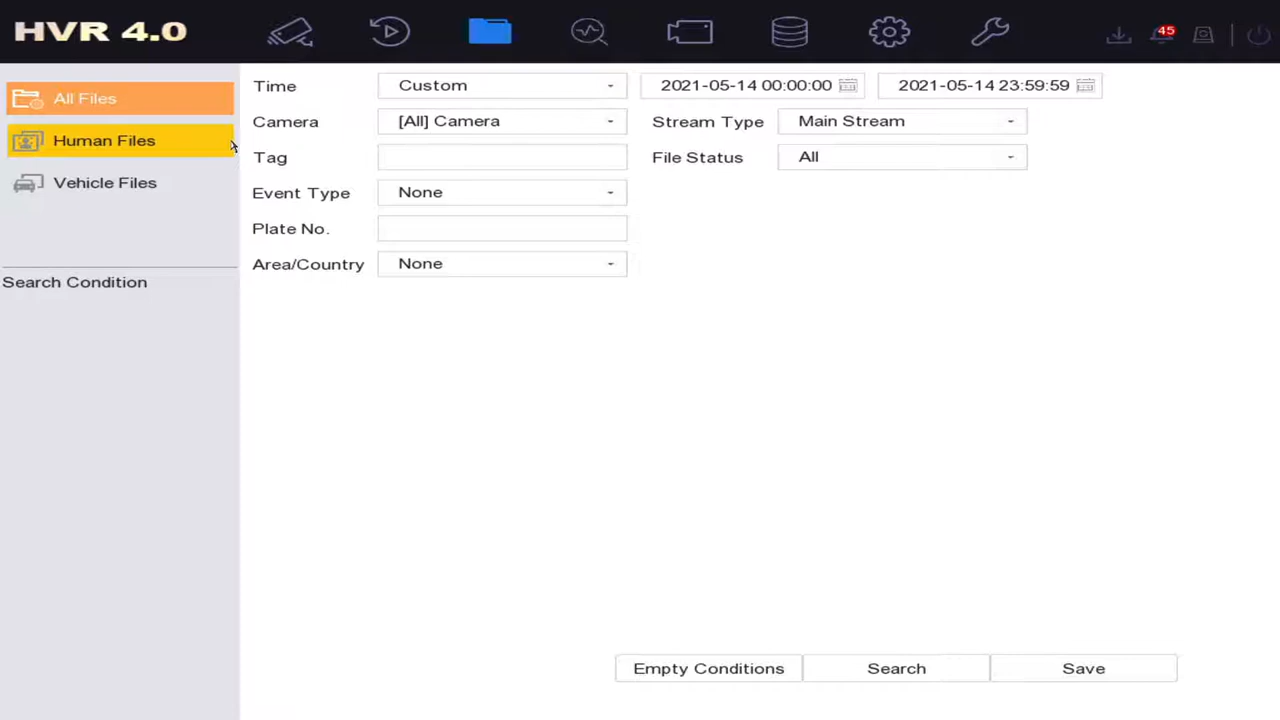 HVR 4.0
45
All Files
Human Files
Vehicle Files
Search Condition
Time Custom 2021-05-14 00:00:00 2021-05-14 23:59:59
Camera [All] Camera Stream Type Main Stream
Tag File Status All
Event Type None
Plate No.
Area/Country None
Empty Conditions Search Save